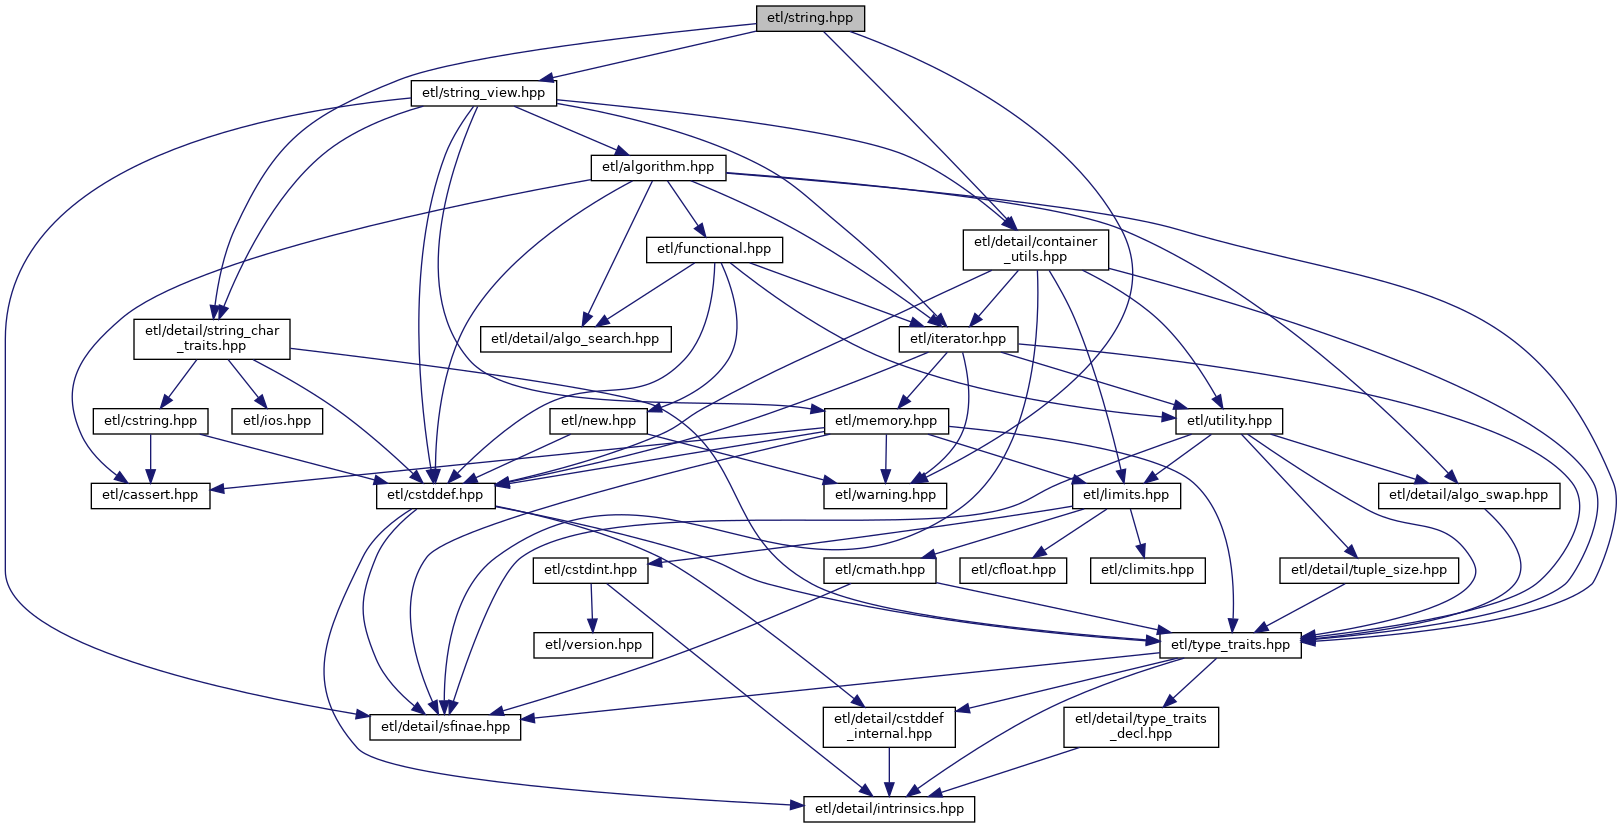 etl/string.hpp
etl/string_view.hpp
etl/algorithm.hpp
etl/functional.hpp
etl/detail/container
_utils.hpp
etl/detail/string_char
_traits.hpp
etl/detail/algo_search.hpp
etl/iterator.hpp
etl/cstring.hpp
etl/ios.hpp
etl/new.hpp
etl/memory.hpp
etl/utility.hpp
etl/cassert.hpp
etl/cstddef.hpp
etl/warning.hpp
etl/limits.hpp
etl/detail/algo_swap.hpp
etl/cstdint.hpp
etl/cmath.hpp
etl/cfloat.hpp
etl/climits.hpp
etl/detail/tuple_size.hpp
etl/version.hpp
etl/type_traits.hpp
etl/detail/sfinae.hpp
etl/detail/cstddef
_internal.hpp
etl/detail/type_traits
_decl.hpp
etl/detail/intrinsics.hpp